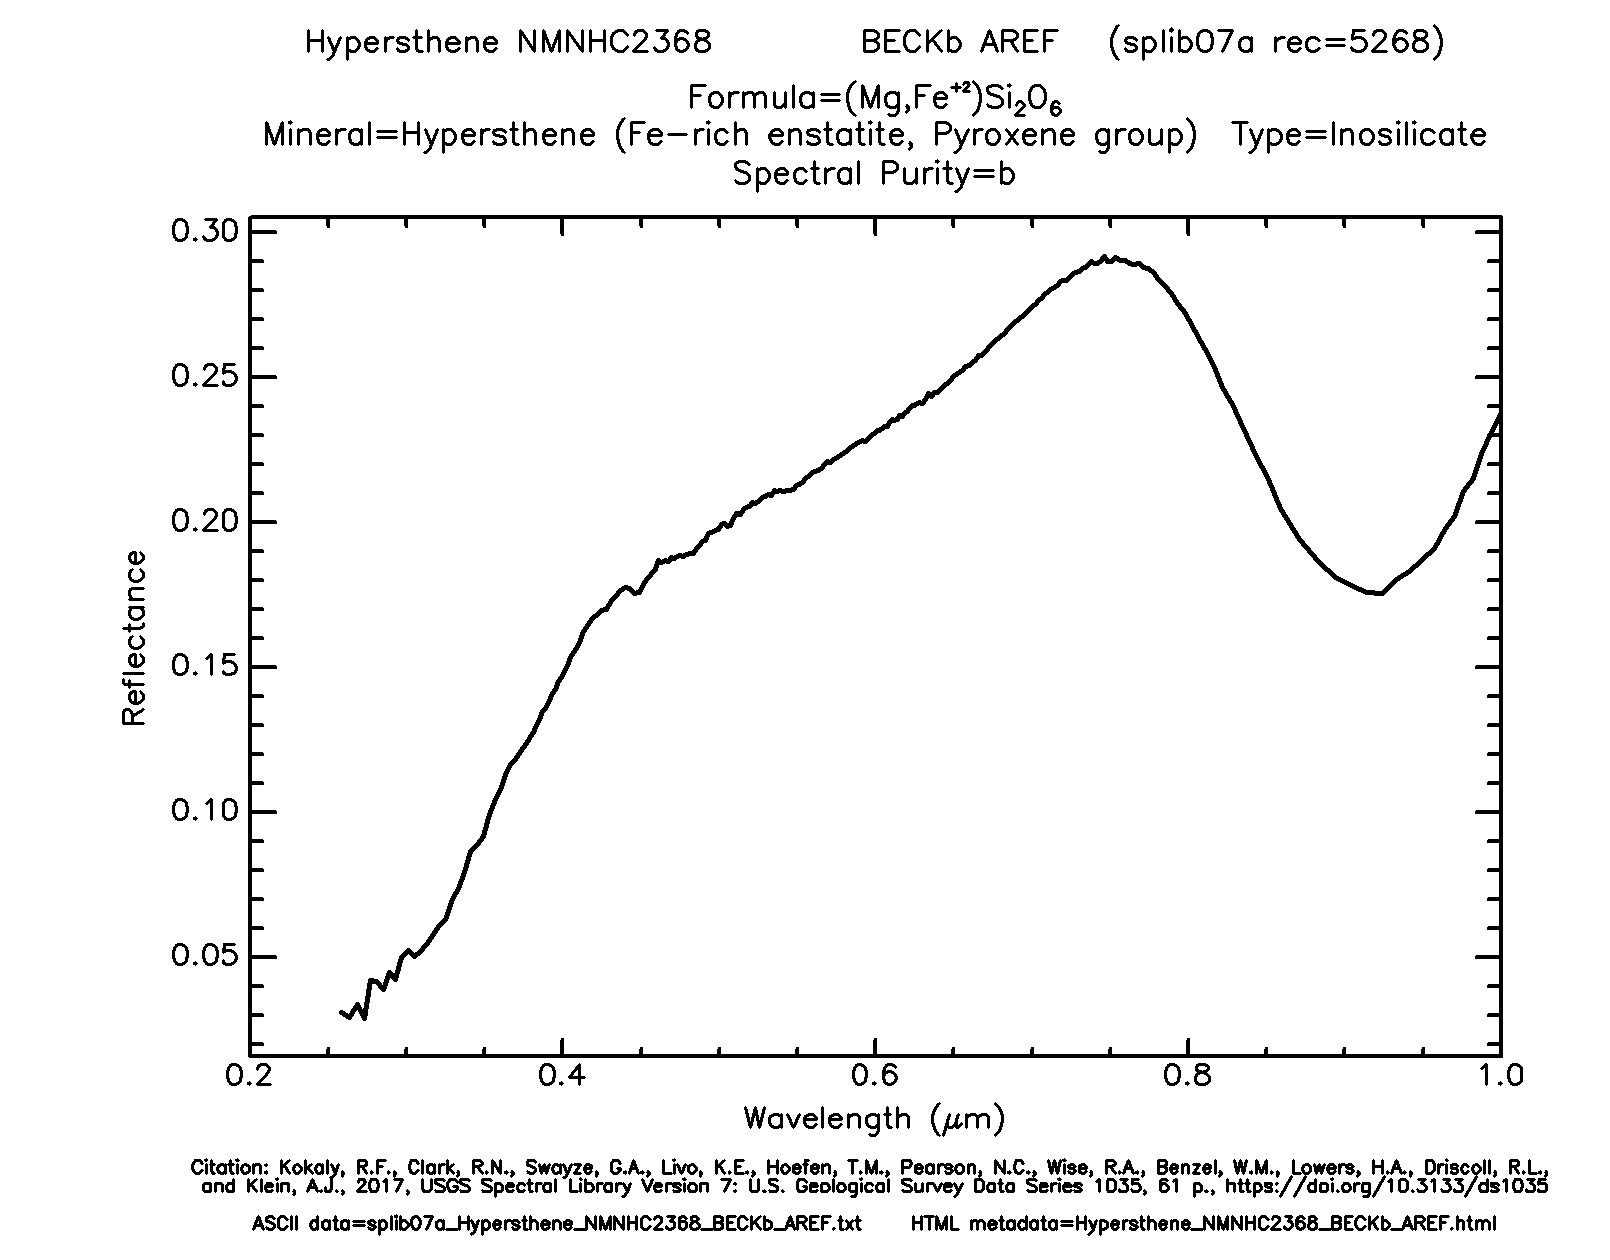 Hypersthene NMNHC2368 BECKb AREF (splib07a rec=5268)
Formula=(Mg,Fe⁺²)Si₂O₆
Mineral=Hypersthene (Fe-rich enstatite, Pyroxene group) Type=Inosilicate
Spectral Purity=b
0.30
0.25
0.20
0.15
0.10
0.05
Reflectance
0.2 0.4 0.6 0.8 1.0
Wavelength (μm)
Citation: Kokaly, R.F., Clark, R.N., Swayze, G.A., Livo, K.E., Hoefen, T.M., Pearson, N.C., Wise, R.A., Benzel, W.M., Lowers, H.A., Driscoll, R.L.,
and Klein, A.J., 2017, USGS Spectral Library Version 7: U.S. Geological Survey Data Series 1035, 61 p., https://doi.org/10.3133/ds1035
ASCII data=splib07a_Hypersthene_NMNHC2368_BECKb_AREF.txt HTML metadata=Hypersthene_NMNHC2368_BECKb_AREF.html